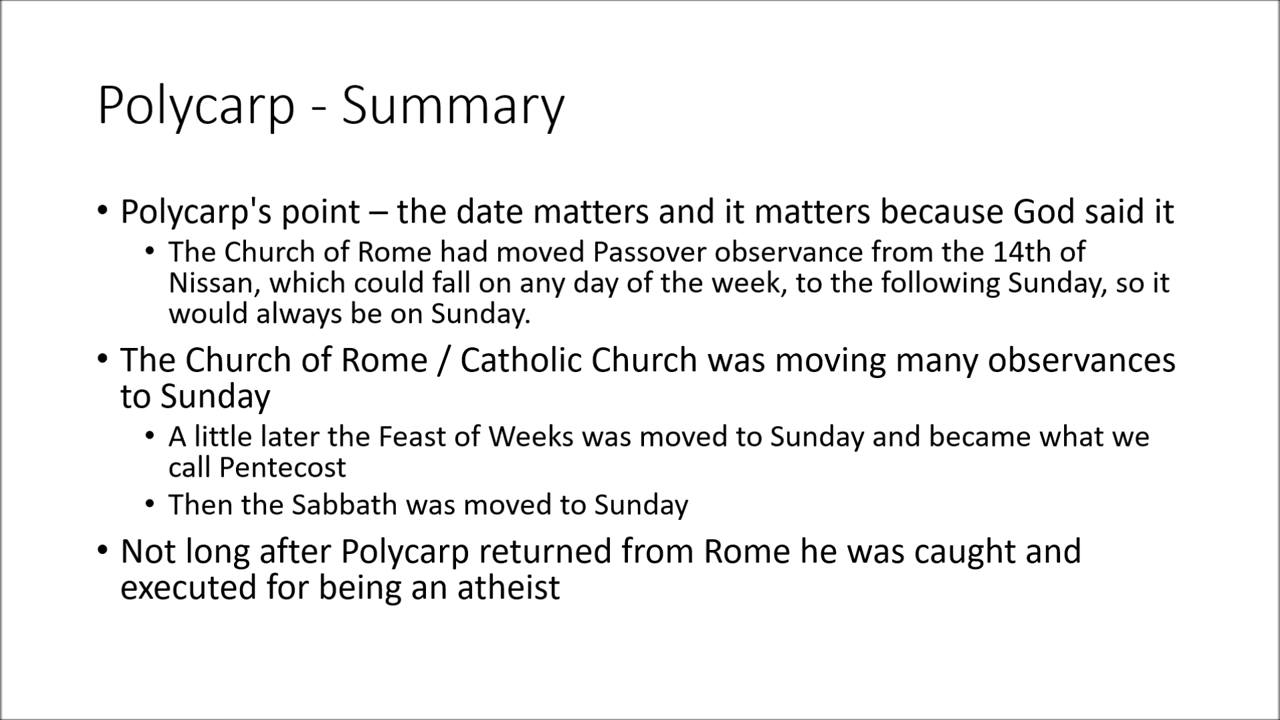 Polycarp - Summary
• Polycarp's point – the date matters and it matters because God said it
• The Church of Rome had moved Passover observance from the 14th of
Nissan, which could fall on any day of the week, to the following Sunday, so it
would always be on Sunday.
• The Church of Rome / Catholic Church was moving many observances
to Sunday
• A little later the Feast of Weeks was moved to Sunday and became what we
call Pentecost
• Then the Sabbath was moved to Sunday
• Not long after Polycarp returned from Rome he was caught and
executed for being an atheist